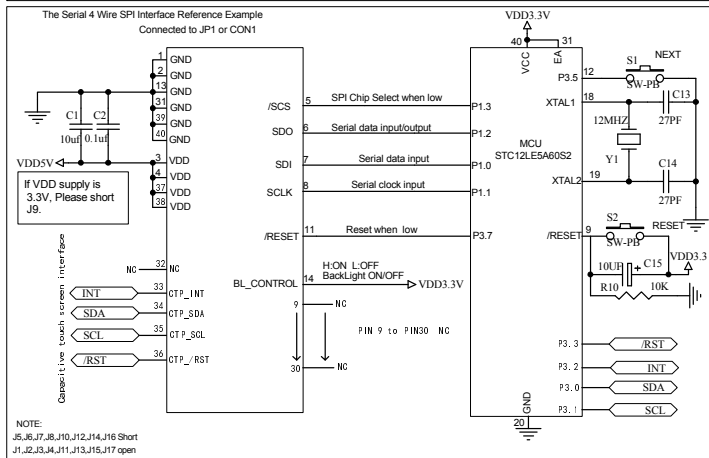 The Serial 4 Wire SPI Interface Reference Example
Connected to JP1 or CON1
VDD3.3V
1 GND
2 GND
13 GND
31 GND
39 GND
40 GND
C1 C2
10uf 0.1uf
VDD5V
3 VDD
4 VDD
37 VDD
38 VDD
If VDD supply is
3.3V, Please short
J9.
/SCS 5 SPI Chip Select when low P1.3
SDO 6 Serial data input/output P1.2
SDI 7 Serial data input P1.0
SCLK 8 Serial clock input P1.1
/RESET 11 Reset when low P3.7
BL_CONTROL 14 H:ON L:OFF
BackLight ON/OFF
VDD3.3V
9 NC
PIN 9 to PIN30 NC
30 NC
NC 32 NC
Capacitive touch screen interface
INT 33 CTP_INT
SDA 34 CTP_SDA
SCL 35 CTP_SCL
/RST 36 CTP_/RST
40 31
VCC EA
MCU
STC12LE5A60S2
P3.5 12 S1 NEXT
SW-PB
XTAL1 18 C13
27PF
12MHZ
Y1
XTAL2 19 C14
27PF
/RESET 9 S2 RESET
SW-PB
VDD3.3
10UF + C15
R10 10K
P3.3 /RST
P3.2 INT
P3.0 SDA
P3.1 SCL
GND
20
NOTE:
J5,J6,J7,J8,J10,J12,J14,J16 Short
J1,J2,J3,J4,J11,J13,J15,J17 open